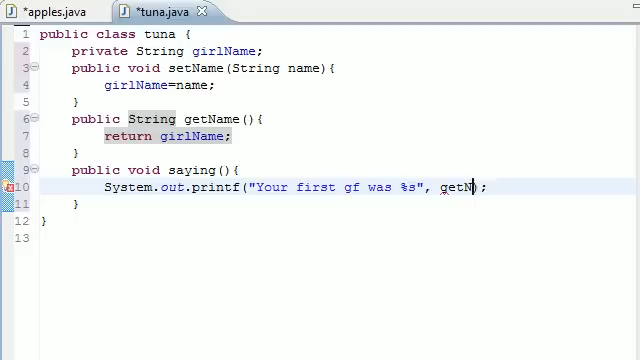 *apples.java *tuna.java
1 public class tuna {
2 private String girlName;
3 public void setName(String name){
4 girlName=name;
5 }
6 public String getName(){
7 return girlName;
8 }
9 public void saying(){
10 System.out.printf("Your first gf was %s", getN);
11 }
12 }
13